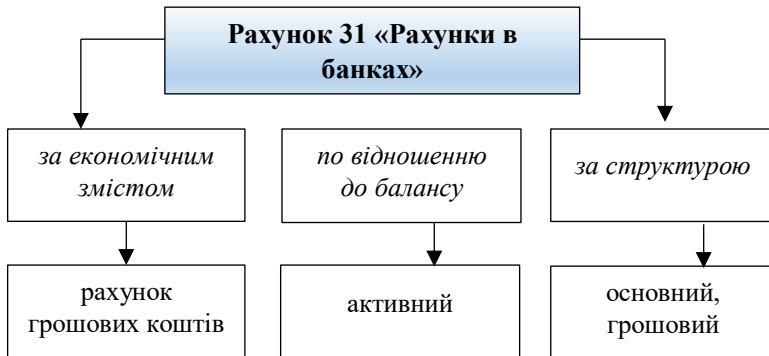 Рахунок 31 «Рахунки в
банках»
за економічним
змістом
по відношенню
до балансу
за структурою
рахунок
грошових коштів
активний
основний,
грошовий